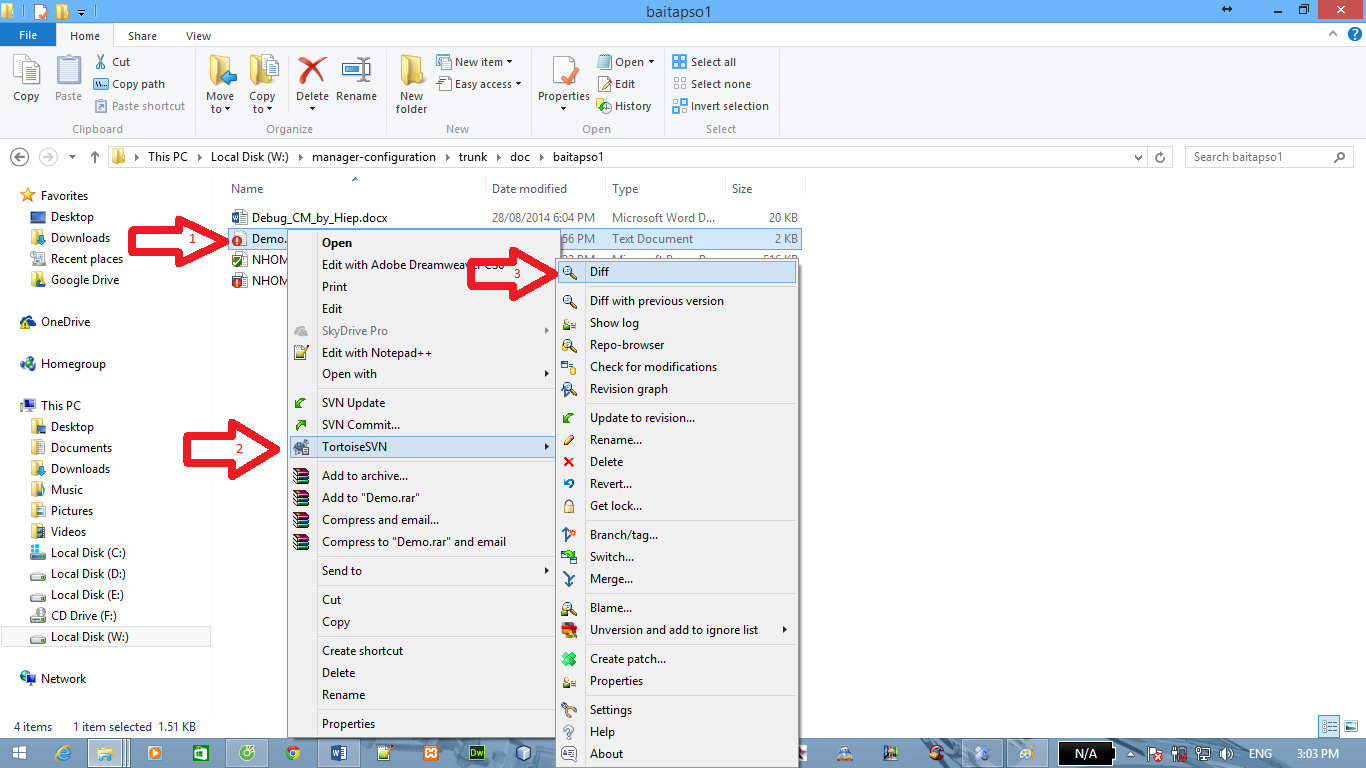 baitapso1
File Home Share View
Copy
Paste
Cut
Copy path
Paste shortcut
Clipboard
Move to
Copy to
Delete
Rename
Organize
New folder
New item
Easy access
New
Properties
Open
Edit
History
Open
Select all
Select none
Invert selection
Select
This PC Local Disk (W:) manager-configuration trunk doc baitapso1
Search baitapso1
Favorites
Desktop
Downloads
Recent places
Google Drive
OneDrive
Homegroup
This PC
Desktop
Documents
Downloads
Music
Pictures
Videos
Local Disk (C:)
Local Disk (D:)
Local Disk (E:)
CD Drive (F:)
Local Disk (W:)
Network
Name Date modified Type Size
Debug_CM_by_Hiep.docx 28/08/2014 6:04 PM Microsoft Word D... 20 KB
Demo. PM Text Document 2 KB
NHOM
NHOM
1
2
3
Open
Edit with Adobe Dreamweaver
Print
Edit
SkyDrive Pro
Edit with Notepad++
Open with
SVN Update
SVN Commit...
TortoiseSVN
Add to archive...
Add to "Demo.rar"
Compress and email...
Compress to "Demo.rar" and email
Send to
Cut
Copy
Create shortcut
Delete
Rename
Properties
Diff
Diff with previous version
Show log
Repo-browser
Check for modifications
Revision graph
Update to revision...
Rename...
Delete
Revert...
Get lock...
Branch/tag...
Switch...
Merge...
Blame...
Unversion and add to ignore list
Create patch...
Properties
Settings
Help
About
4 items 1 item selected 1.51 KB
N/A ENG 3:03 PM